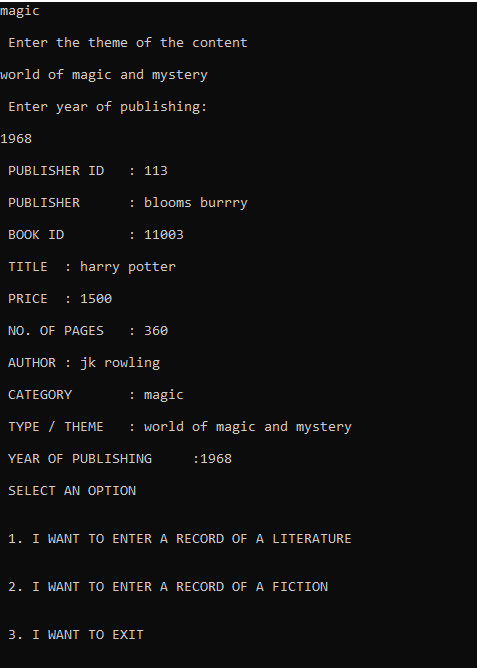 magic
Enter the theme of the content
world of magic and mystery
Enter year of publishing:
1968
PUBLISHER ID : 113
PUBLISHER : blooms burrry
BOOK ID : 11003
TITLE : harry potter
PRICE : 1500
NO. OF PAGES : 360
AUTHOR : jk rowling
CATEGORY : magic
TYPE / THEME : world of magic and mystery
YEAR OF PUBLISHING :1968
SELECT AN OPTION
1. I WANT TO ENTER A RECORD OF A LITERATURE
2. I WANT TO ENTER A RECORD OF A FICTION
3. I WANT TO EXIT